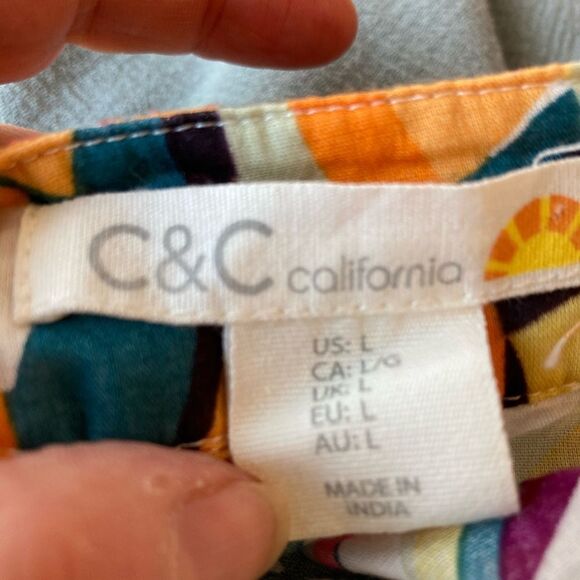 C&C california
US: L
CA: L/G
UK: L
EU: L
AU: L
MADE IN
INDIA